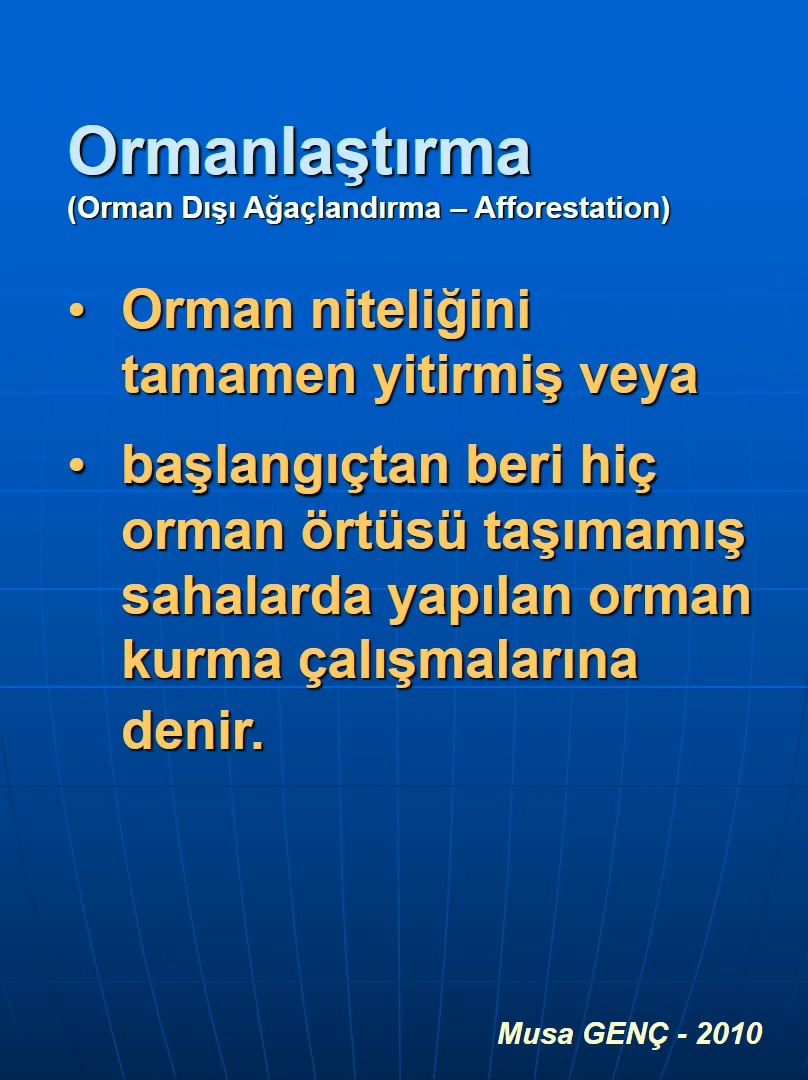 Ormanlaştırma
(Orman Dışı Ağaçlandırma – Afforestation)
• Orman niteliğini
tamamen yitirmiş veya
• başlangıçtan beri hiç
orman örtüsü taşımamış
sahalarda yapılan orman
kurma çalışmalarına
denir.
Musa GENÇ - 2010